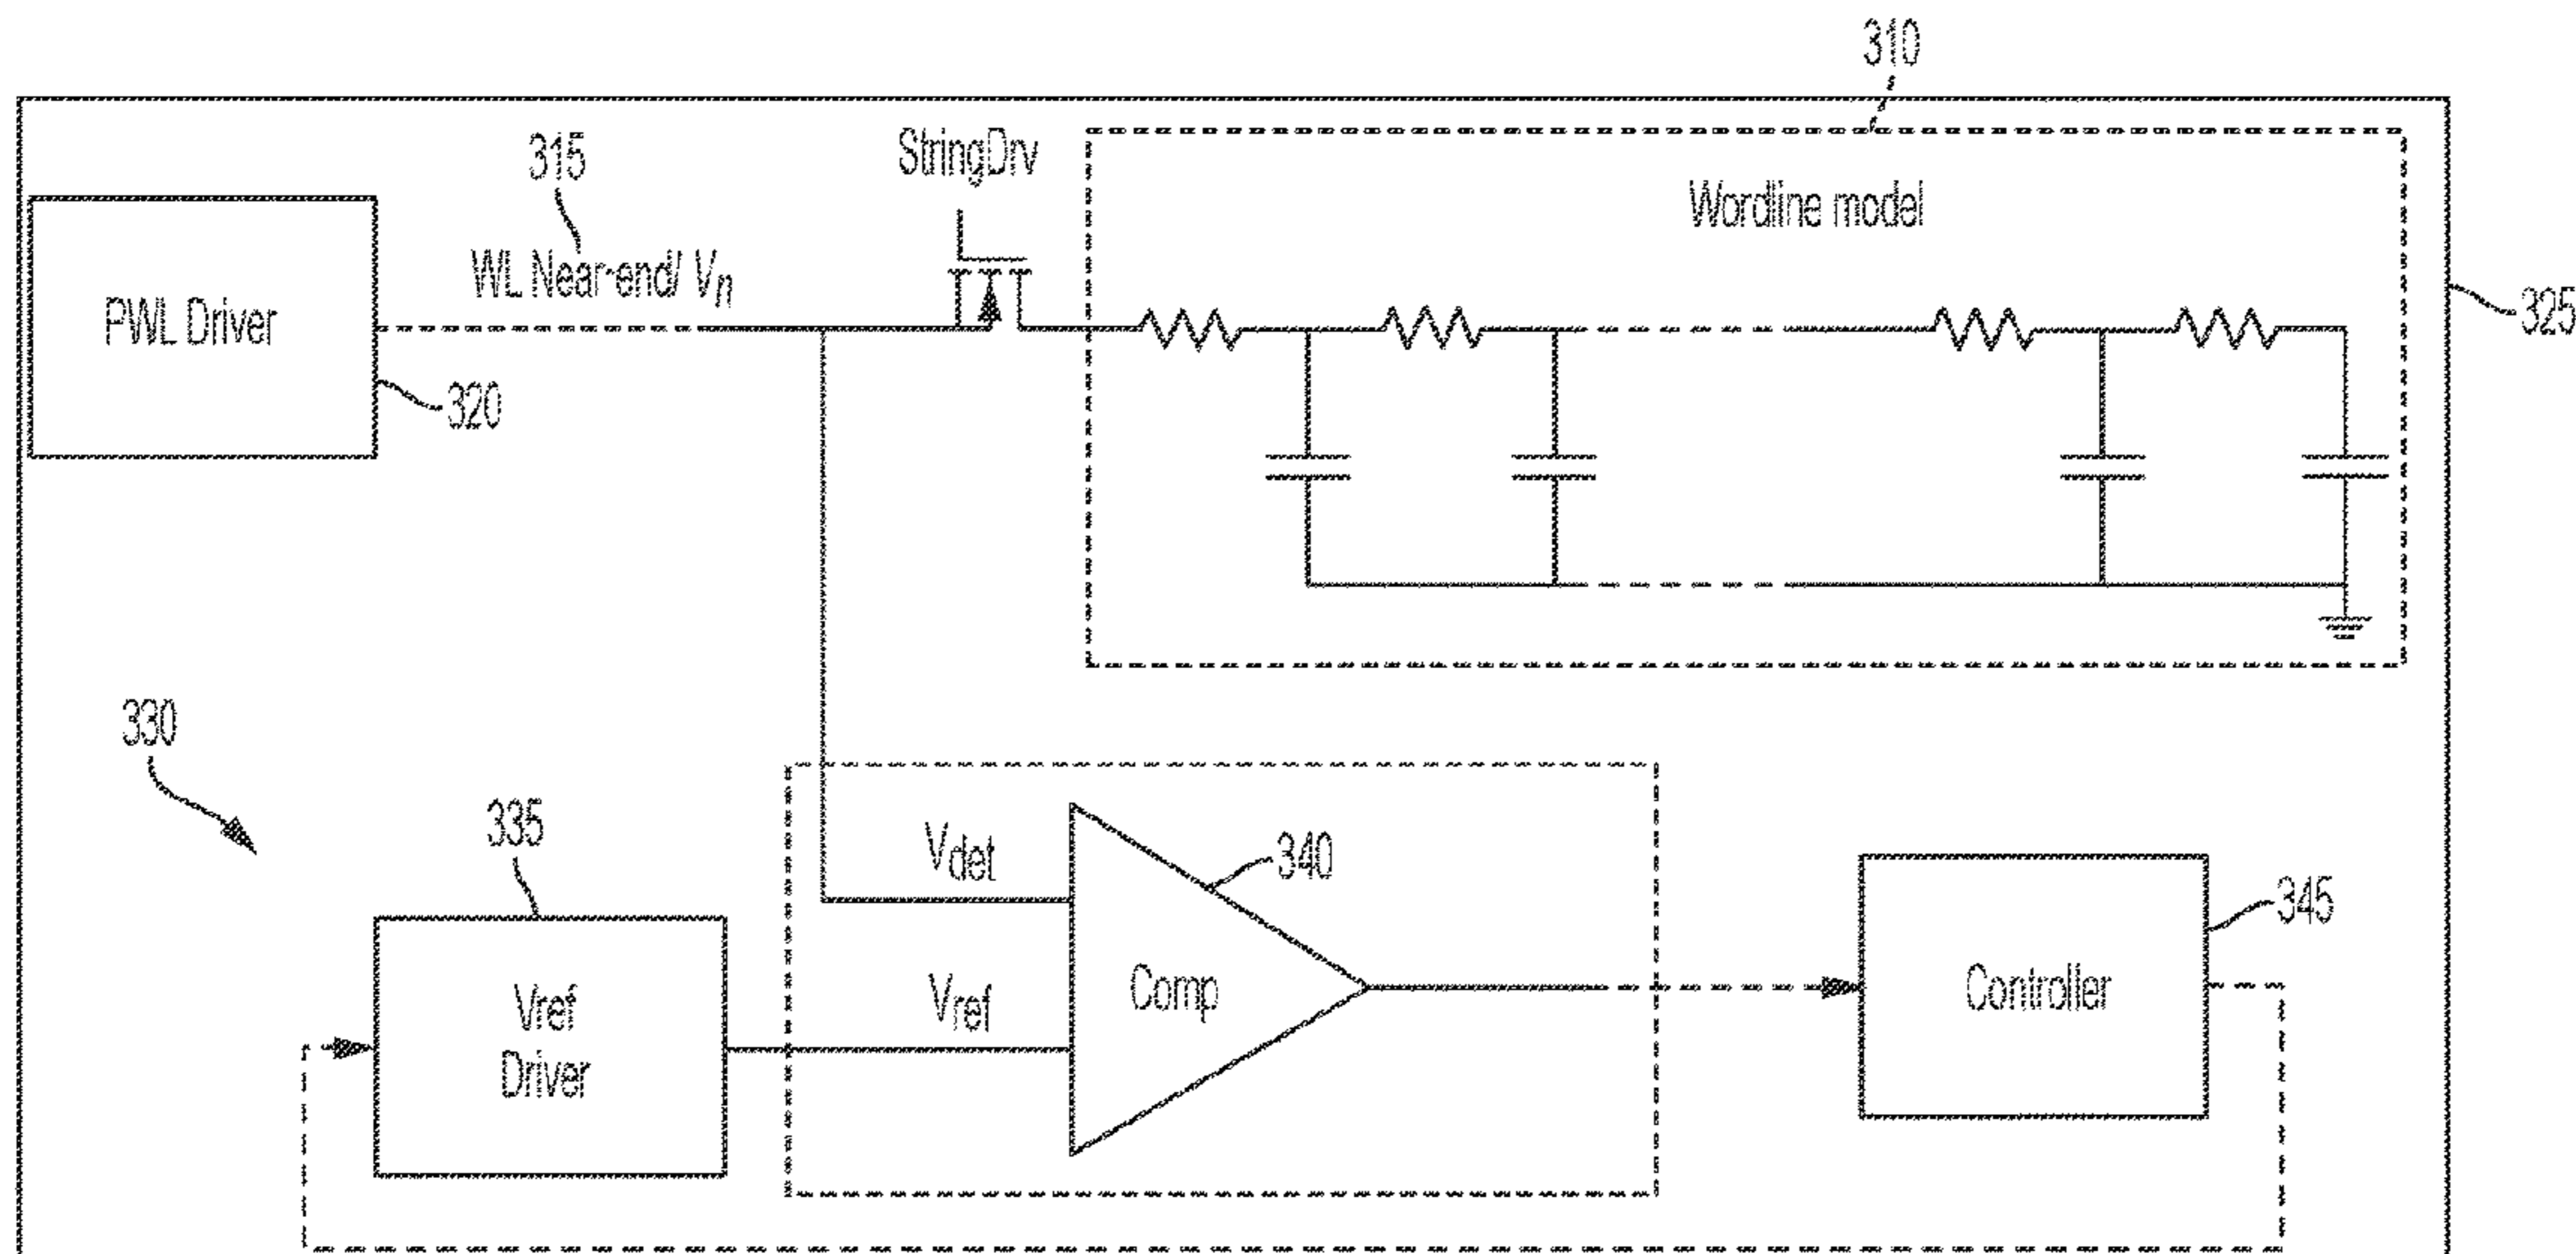 310
315
StringDrv
Wordline model
WL Near-end/ Vn
PWL Driver
325
320
330
335
Vdet
340
345
Vref
Driver
Vref
Comp
Controller